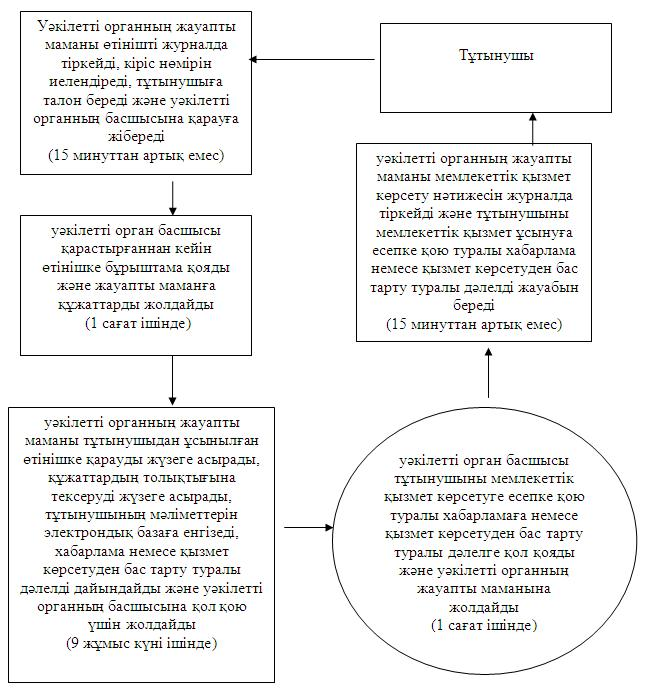 Уәкілетті органның жауапты
маманы өтінішті журналда
тіркейді, кіріс нөмірін
иелендіреді, тұтынушыға
талон береді және уәкілетті
органның басшысына қарауға
жібереді
(15 минуттан артық емес)
Тұтынушы
уәкілетті орган басшысы
қарастырғаннан кейін
өтінішке бұрыштама қояды
және жауапты маманға
құжаттарды жолдайды
(1 сағат ішінде)
уәкілетті органның жауапты
маманы мемлекеттік қызмет
көрсету нәтижесін журналда
тіркейді және тұтынушыны
мемлекеттік қызмет ұсынуға
есепке қою туралы хабарлама
немесе қызмет көрсетуден бас
тарту туралы дәлелді жауабын
береді
(15 минуттан артық емес)
уәкілетті органның жауапты
маманы тұтынушыдан ұсынылған
өтінішке қарауды жүзеге асырады,
құжаттардың толықтығына
тексеруді жүзеге асырады,
тұтынушының мәліметтерін
электрондық базаға енгізеді,
хабарлама немесе қызмет
көрсетуден бас тарту туралы
дәлелді дайындайды және уәкілетті
органның басшысына қол қою
үшін жолдайды
(9 жұмыс күні ішінде)
уәкілетті орган басшысы
тұтынушыны мемлекеттік
қызмет көрсетуге есепке қою
туралы хабарламаға немесе
қызмет көрсетуден бас тарту
туралы дәлелге қол қояды
және уәкілетті органның
жауапты маманына
жолдайды
(1 сағат ішінде)